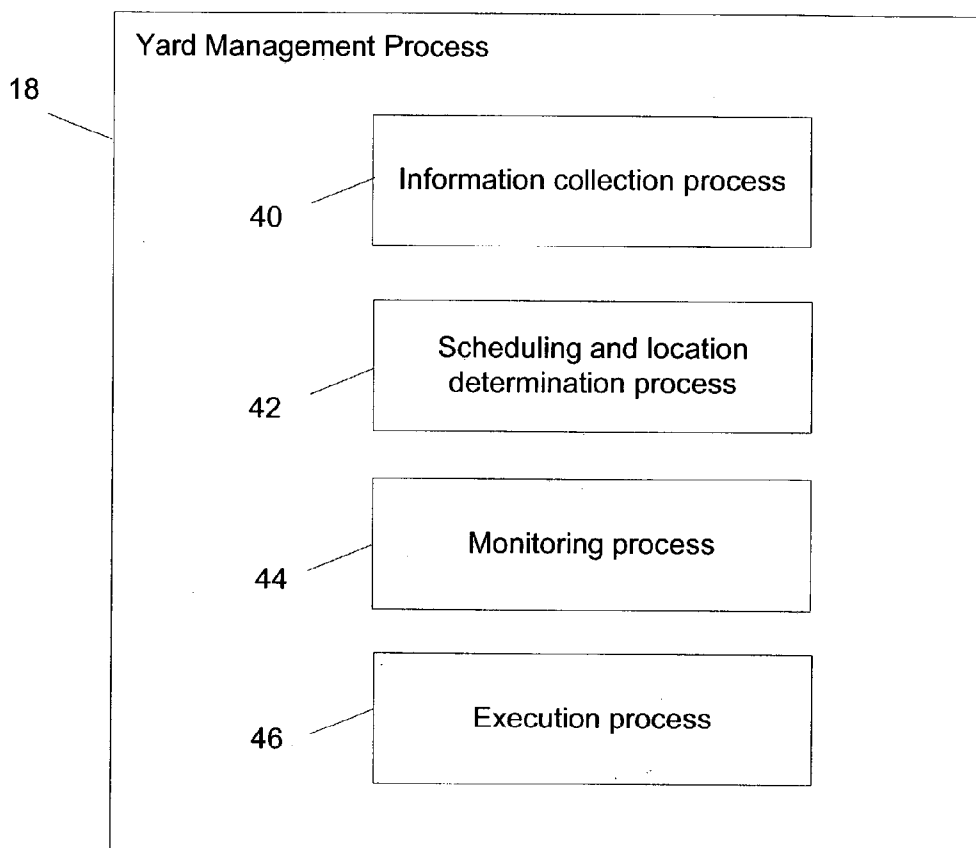 Yard Management Process
18
Information collection process
40
Scheduling and location
determination process
42
Monitoring process
44
Execution process
46